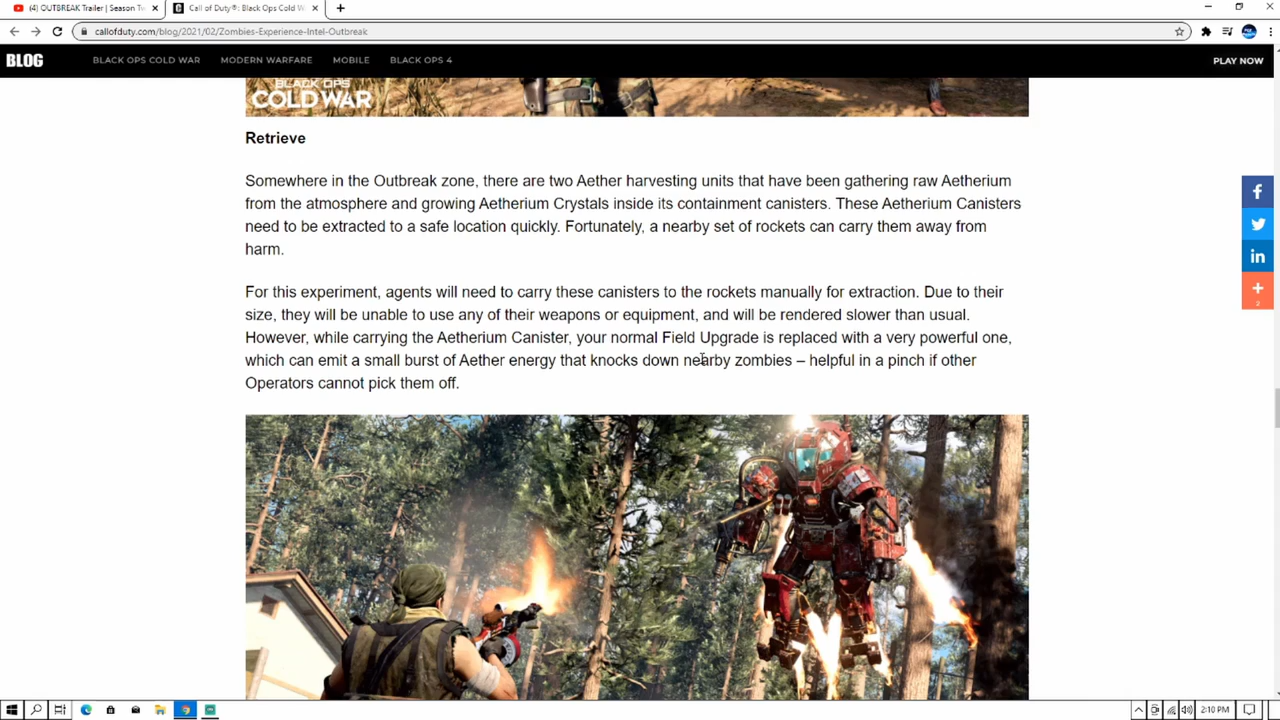 (4) OUTBREAK Trailer | Season Tw
Call of Duty®: Black Ops Cold W
callofduty.com/blog/2021/02/Zombies-Experience-Intel-Outbreak
BLOG
BLACK OPS COLD WAR
MODERN WARFARE
MOBILE
BLACK OPS 4
PLAY NOW
BLACK OPS
COLD WAR
Retrieve
Somewhere in the Outbreak zone, there are two Aether harvesting units that have been gathering raw Aetherium
from the atmosphere and growing Aetherium Crystals inside its containment canisters. These Aetherium Canisters
need to be extracted to a safe location quickly. Fortunately, a nearby set of rockets can carry them away from
harm.
For this experiment, agents will need to carry these canisters to the rockets manually for extraction. Due to their
size, they will be unable to use any of their weapons or equipment, and will be rendered slower than usual.
However, while carrying the Aetherium Canister, your normal Field Upgrade is replaced with a very powerful one,
which can emit a small burst of Aether energy that knocks down nearby zombies – helpful in a pinch if other
Operators cannot pick them off.
2
2:10 PM